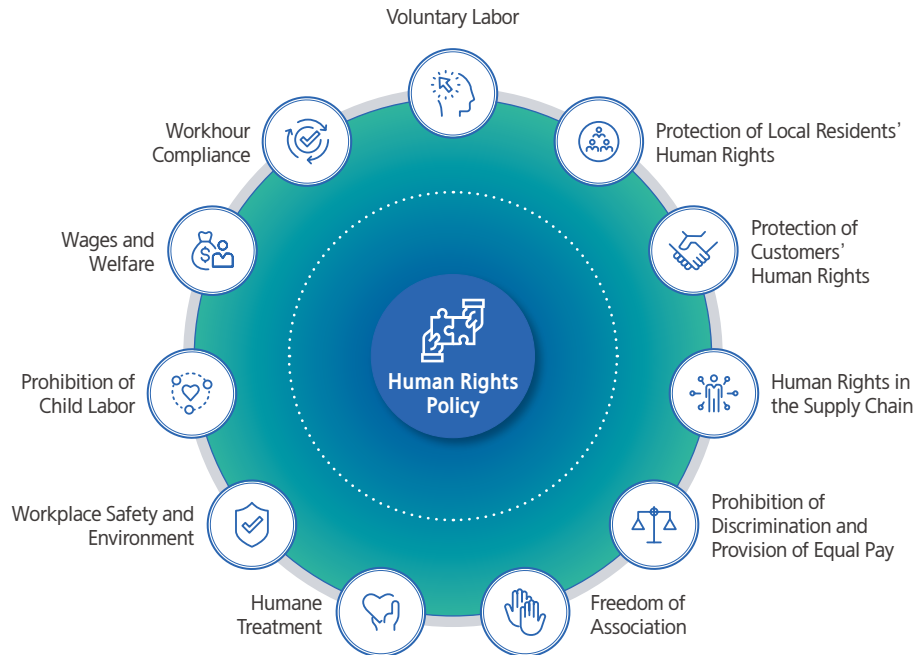 Voluntary Labor
Protection of Local Residents'
Human Rights
Protection of
Customers'
Human Rights
Human Rights in
the Supply Chain
Prohibition of
Discrimination and
Provision of Equal Pay
Freedom of
Association
Humane
Treatment
Workplace Safety and
Environment
Prohibition of
Child Labor
Wages and
Welfare
$
Workhour
Compliance
Human Rights
Policy